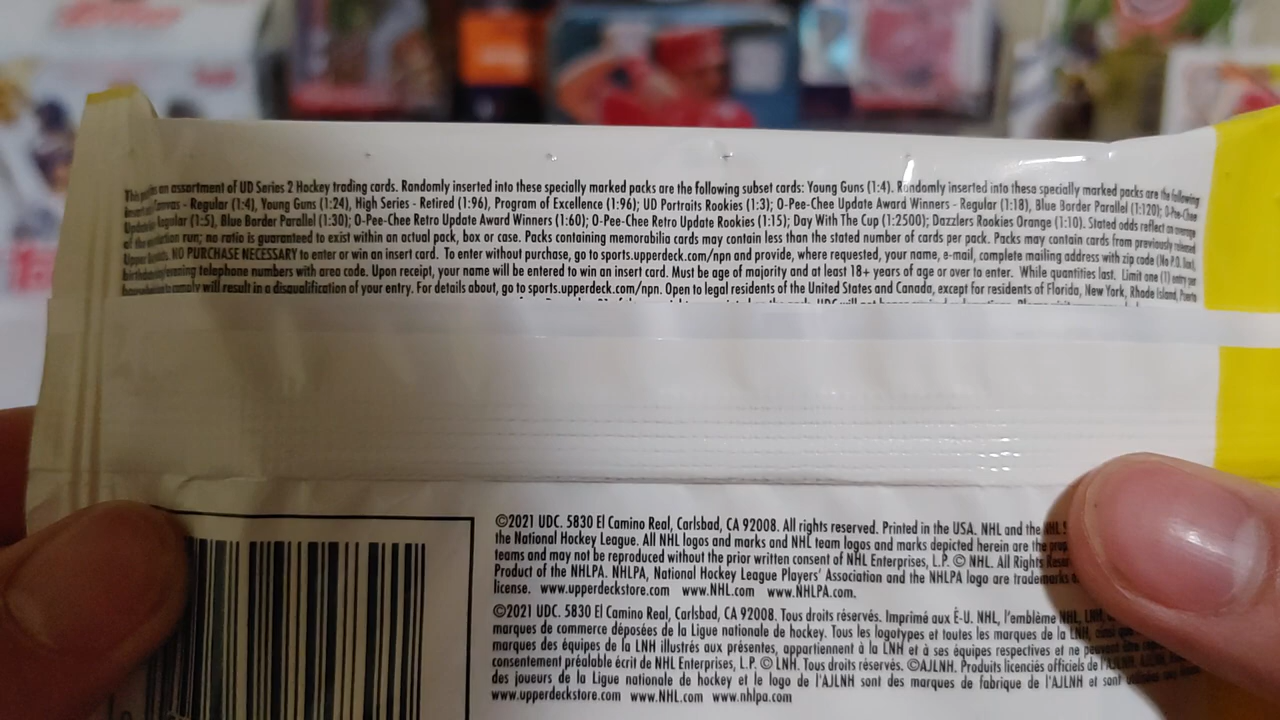 This an assortment of UD Series 2 Hockey trading cards. Randomly inserted into these specially marked packs are the following subset cards: Young Guns (1:4). Randomly inserted into these specially marked packs are the following
Canvas - Regular (1:4), Young Guns (1:24), High Series - Retired (1:96), Program of Excellence (1:96); UD Portraits Rookies (1:3); O-Pee-Chee Update Award Winners - Regular (1:18), Blue Border Parallel (1:120); O-Pee-Chee
Update Regular (1:5), Blue Border Parallel (1:30); O-Pee-Chee Retro Update Award Winners (1:60); O-Pee-Chee Retro Update Rookies (1:15); Day With The Cup (1:2500); Dazzlers Rookies Orange (1:10). Stated odds reflect an average
of the run; no ratio is guaranteed to exist within an actual pack, box or case. Packs containing memorabilia cards may contain less than the stated number of cards per pack. Packs may contain cards from previously released
Upper NO PURCHASE NECESSARY to enter or win an insert card. To enter without purchase, go to sports.upperdeck.com/npn and provide, where requested, your name, e-mail, complete mailing address with zip code (No P.O. Box),
birthday/evening telephone numbers with area code. Upon receipt, your name will be entered to win an insert card. Must be age of majority and at least 18+ years of age or over to enter. While quantities last. Limit one (1) entry per
comply will result in a disqualification of your entry. For details about, go to sports.upperdeck.com/npn. Open to legal residents of the United States and Canada, except for residents of Florida, New York, Rhode Island, Puerto
©2021 UDC. 5830 El Camino Real, Carlsbad, CA 92008. All rights reserved. Printed in the USA. NHL and the NHL
the National Hockey League. All NHL logos and marks and NHL team logos and marks depicted herein are the
teams and may not be reproduced without the prior written consent of NHL Enterprises, L.P. © NHL. All Rights
Product of the NHLPA. NHLPA, National Hockey League Players' Association and the NHLPA logo are trademarks
license. www.upperdeckstore.com www.NHL.com www.NHLPA.com.
©2021 UDC. 5830 El Camino Real, Carlsbad, CA 92008. Tous droits réservés. Imprimé aux É-U. NHL, l'emblème NHL, LNH
marques de commerce déposées de la Ligue nationale de hockey. Tous les logotypes et toutes les marques de la LNH, ainsi que
marques des équipes de la LNH illustrés aux présentes, appartiennent à la LNH et à ses équipes respectives et ne peuvent être
consentement préalable écrit de NHL Enterprises, L.P. © LNH. Tous droits réservés. ©AJLNH. Produits licenciés officiels de l'AJLNH.
des joueurs de la Ligue nationale de hockey et le logo de l'AJLNH sont des marques de fabrique de l'AJLNH et sont
www.upperdeckstore.com www.NHL.com www.nhlpa.com